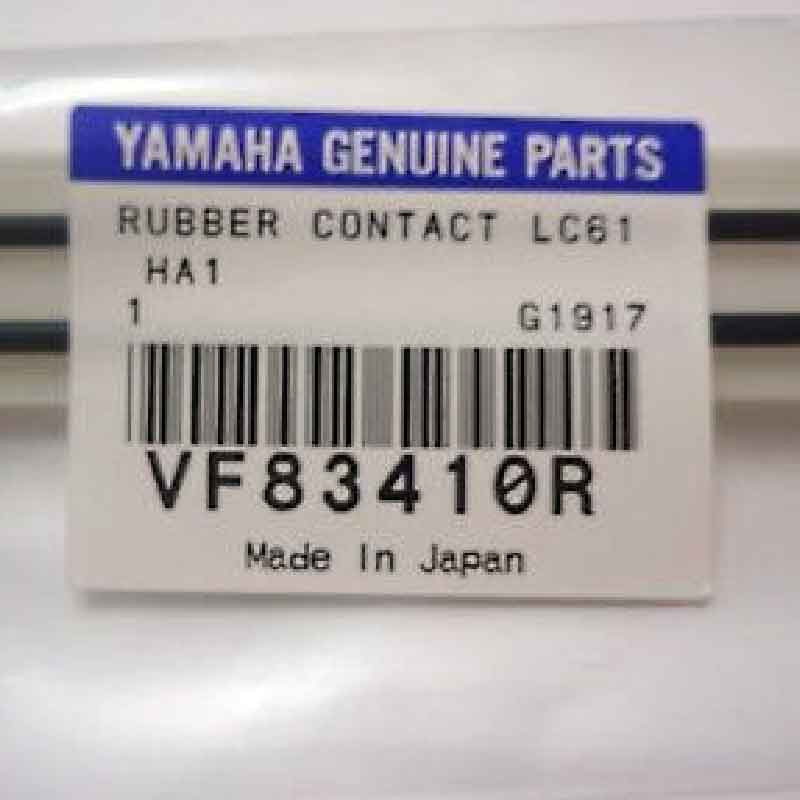 YAMAHA GENUINE PARTS
RUBBER CONTACT LC61
HA1
1 G1917
VF83410R
Made In Japan